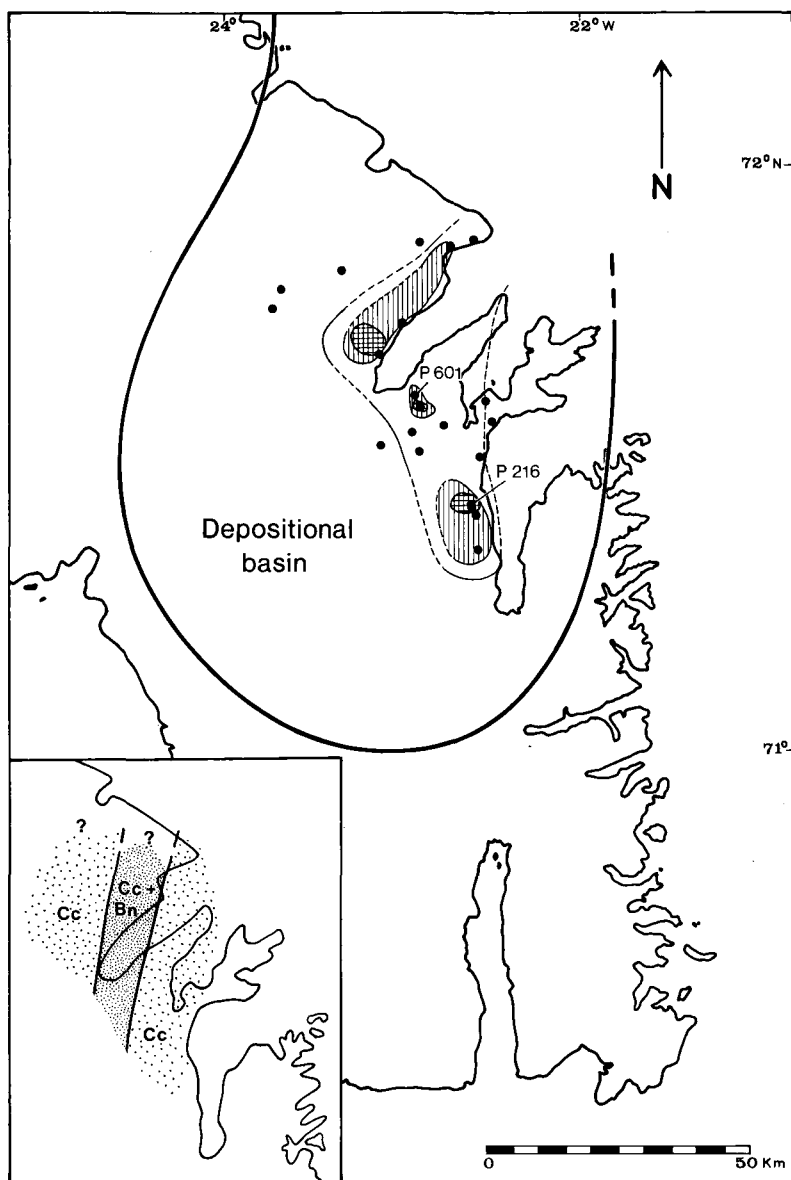 24°
22° W
72° N
N
P 601
P 216
Depositional
basin
71°
?
?
Cc +
Bn
Cc
Cc
0
50 Km